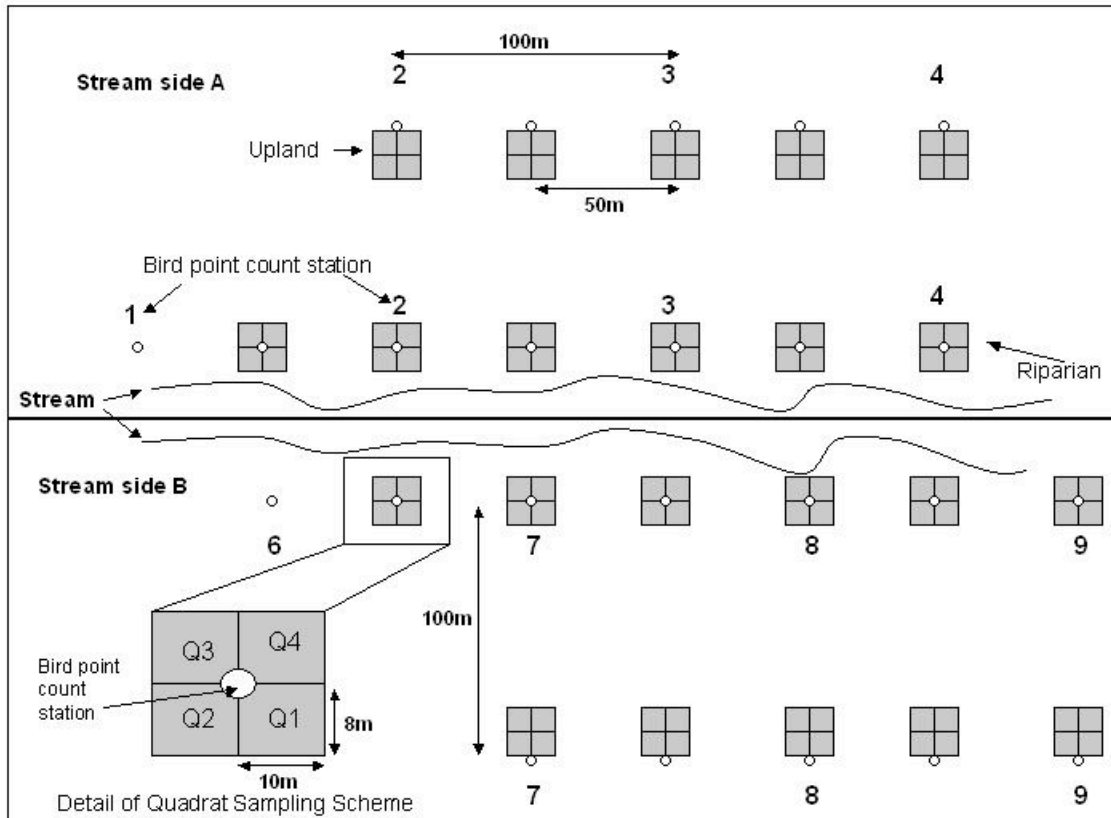 100m
Stream side A
2
3
4
Upland
50m
Bird point count station
1
2
3
4
Riparian
Stream
Stream side B
6
7
8
9
100m
Q3
Q4
Bird point
count
station
Q2
Q1
8m
10m
Detail of Quadrat Sampling Scheme
7
8
9